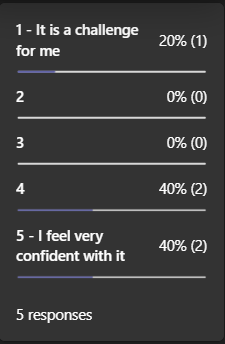 1 - It is a challenge
for me 20% (1)
2 0% (0)
3 0% (0)
4 40% (2)
5 - I feel very
confident with it 40% (2)
5 responses